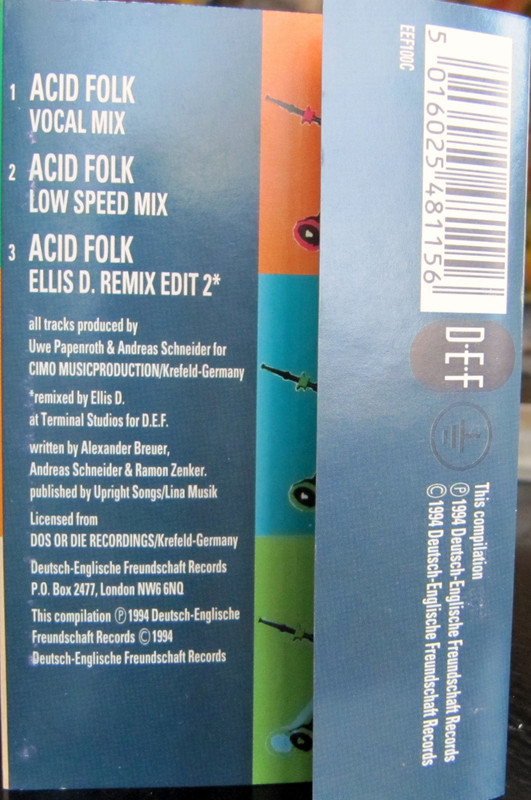 1 ACID FOLK
VOCAL MIX
2 ACID FOLK
LOW SPEED MIX
3 ACID FOLK
ELLIS D. REMIX EDIT 2*
all tracks produced by
Uwe Papenroth & Andreas Schneider for
CIMO MUSICPRODUCTION/Krefeld-Germany
*remixed by Ellis D.
at Terminal Studios for D.E.F.
written by Alexander Breuer,
Andreas Schneider & Ramon Zenker.
published by Upright Songs/Lina Musik
Licensed from
DOS OR DIE RECORDINGS/Krefeld-Germany
Deutsch-Englische Freundschaft Records
P.O. Box 2477, London NW6 6NQ
This compilation ℗1994 Deutsch-Englische
Freundschaft Records ©1994
Deutsch-Englische Freundschaft Records
EEF100C
5 016025 481156
D·E·F
This compilation
℗ 1994 Deutsch-Englische Freundschaft Records
© 1994 Deutsch-Englische Freundschaft Records